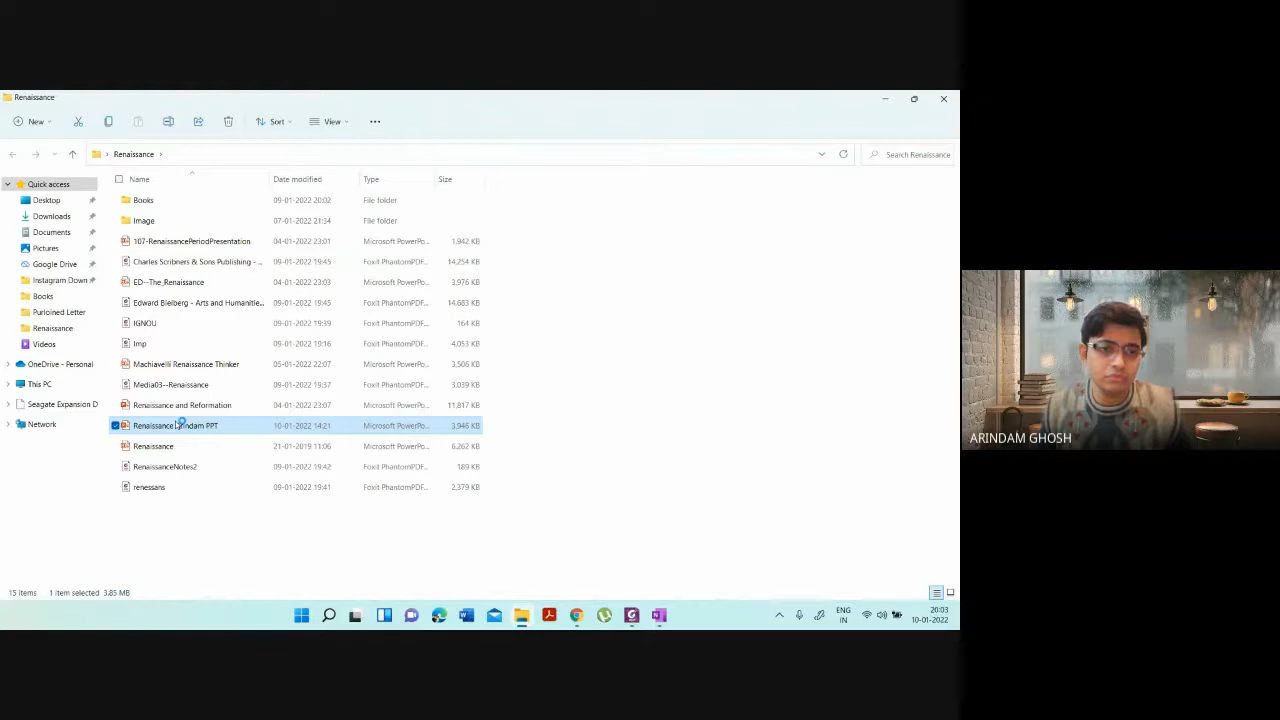 Renaissance
New
Sort
View
Renaissance
Search Renaissance
Quick access
Desktop
Downloads
Documents
Pictures
Google Drive
Instagram Down
Books
Purloined Letter
Renaissance
Videos
OneDrive - Personal
This PC
Seagate Expansion D
Network
Name Date modified Type Size
Books 09-01-2022 20:02 File folder
Image 07-01-2022 21:34 File folder
107-RenaissancePeriodPresentation 04-01-2022 23:01 Microsoft PowerPo... 1,942 KB
Charles Scribners & Sons Publishing - ... 09-01-2022 19:45 Foxit PhantomPDF... 14,254 KB
ED--The_Renaissance 04-01-2022 23:03 Microsoft PowerPo... 3,976 KB
Edward Bleiberg - Arts and Humanitie... 09-01-2022 19:45 Foxit PhantomPDF... 14,683 KB
IGNOU 09-01-2022 19:39 Foxit PhantomPDF... 164 KB
Imp 09-01-2022 19:16 Foxit PhantomPDF... 4,053 KB
Machiavelli Renaissance Thinker 05-01-2022 22:07 Microsoft PowerPo... 3,506 KB
Media03--Renaissance 09-01-2022 19:37 Foxit PhantomPDF... 3,039 KB
Renaissance and Reformation 04-01-2022 23:07 Microsoft PowerPo... 11,817 KB
Renaissance PPT 10-01-2022 14:21 Microsoft PowerPo... 3,946 KB
Renaissance 21-01-2019 11:06 Microsoft PowerPo... 6,262 KB
RenaissanceNotes2 09-01-2022 19:42 Foxit PhantomPDF... 189 KB
renessans 09-01-2022 19:41 Foxit PhantomPDF... 2,379 KB
ARINDAM GHOSH
15 items 1 item selected 3.85 MB
ENG
IN
20:03
10-01-2022